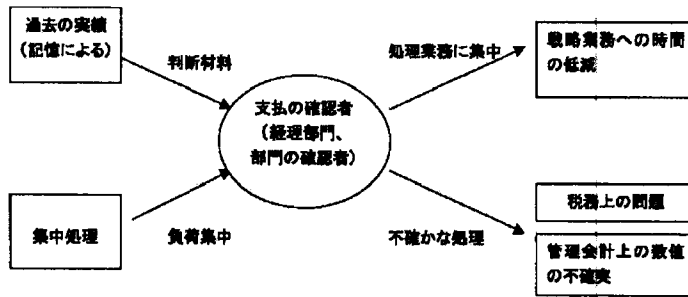 過去の実績
(記憶による)
判断材料
処理業務に集中
戦略業務への時間
の低減
支払の確認者
(経理部門、
部門の確認者)
集中処理
負荷集中
不確かな処理
税務上の問題
管理会計上の数値
の不確実